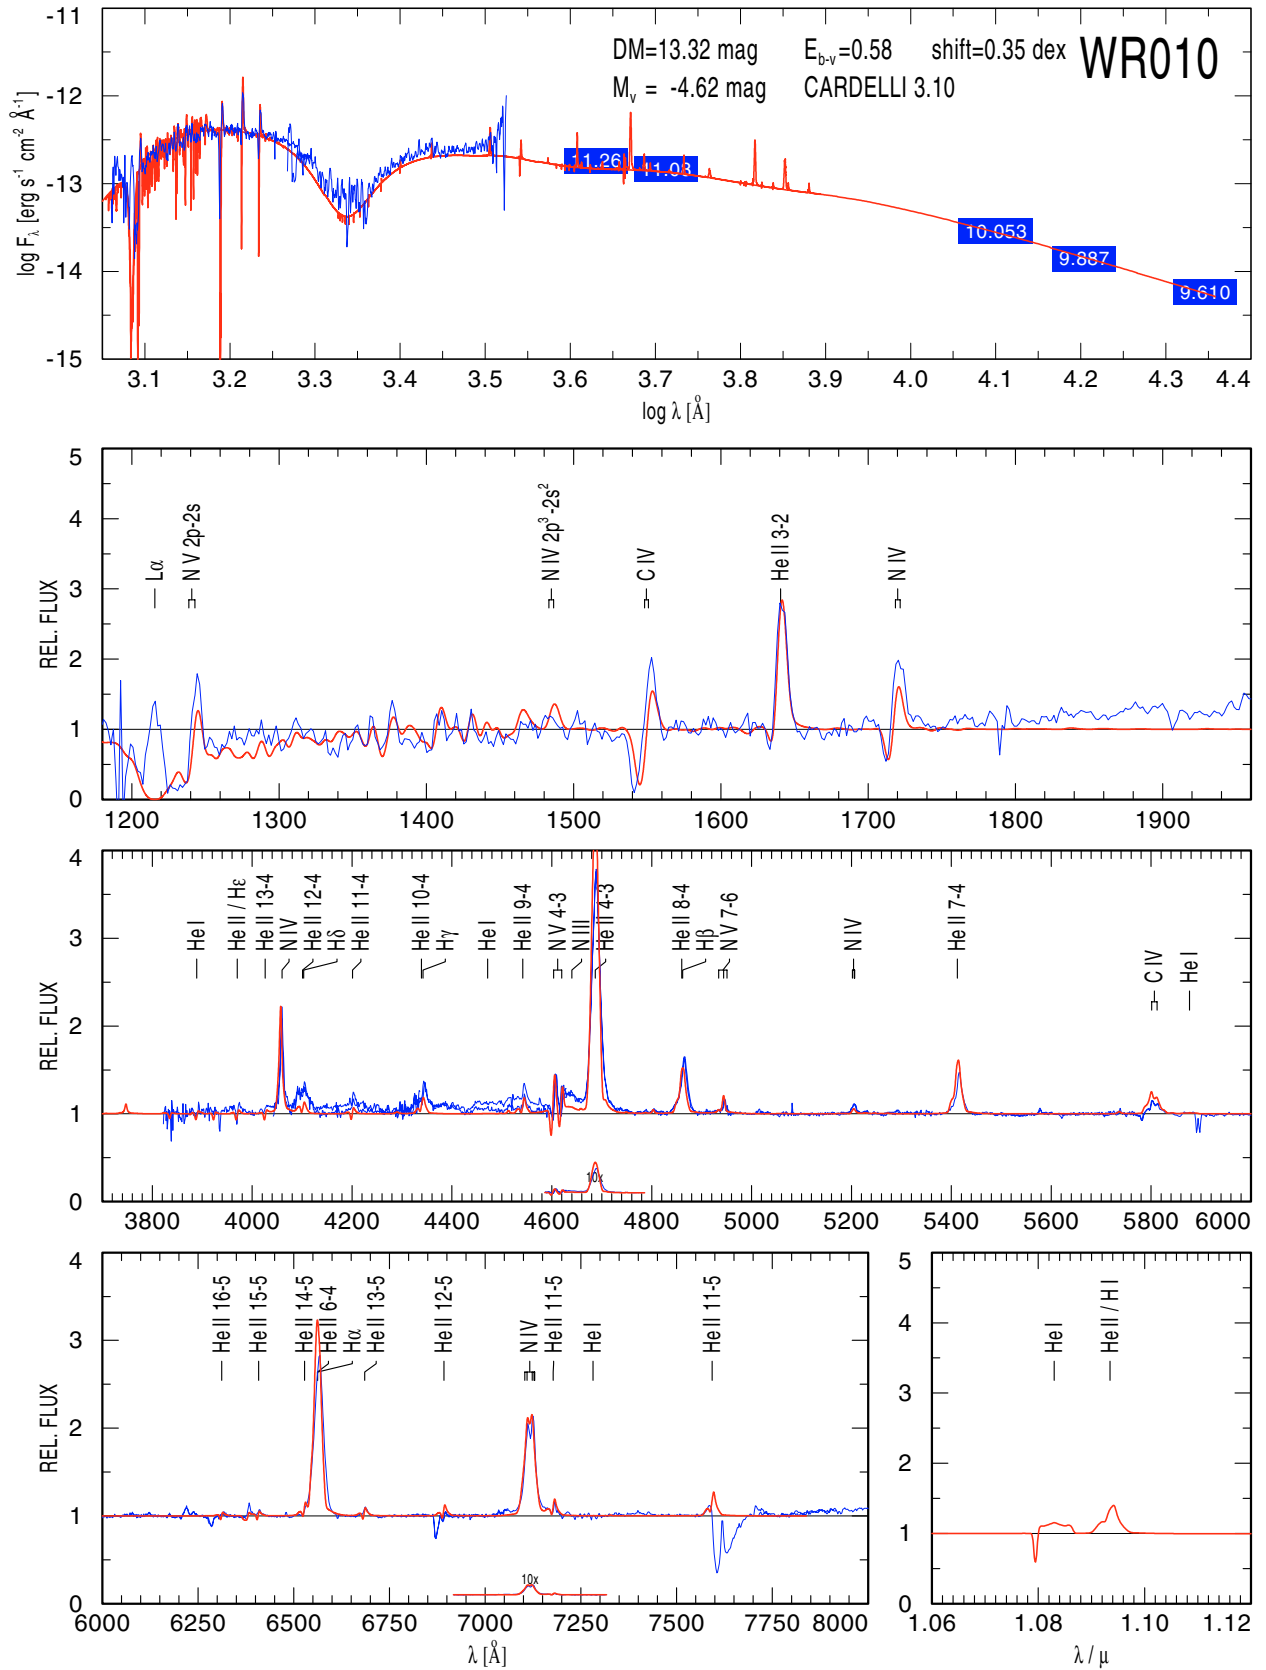 WR010
DM=13.32 mag E_b-v=0.58 shift=0.35 dex
M_v = -4.62 mag CARDELLI 3.10
log F_λ [erg s⁻¹ cm⁻² Å⁻¹]
-11
-12
-13
-14
-15
11.26 11.03 10.053 9.887 9.610
3.1 3.2 3.3 3.4 3.5 3.6 3.7 3.8 3.9 4.0 4.1 4.2 4.3 4.4
log λ [Å]
REL. FLUX
5
4
3
2
1
0
Lα
N V 2p-2s
N IV 2p³-2s²
C IV
He II 3-2
N IV
1200 1300 1400 1500 1600 1700 1800 1900
REL. FLUX
4
3
2
1
0
He I
He II / Hε
He II 13-4
N IV
He II 12-4
Hδ
He II 11-4
He II 10-4
Hγ
He I
He II 9-4
N V 4-3
N III
He II 4-3
He II 8-4
Hβ
N V 7-6
N IV
He II 7-4
C IV
He I
10x
3800 4000 4200 4400 4600 4800 5000 5200 5400 5600 5800 6000
REL. FLUX
4
3
2
1
0
He II 16-5
He II 15-5
He II 14-5
He II 6-4
Hα
He II 13-5
He II 12-5
N IV
He II 11-5
He I
He II 11-5
10x
6000 6250 6500 6750 7000 7250 7500 7750 8000
λ [Å]
5
4
3
2
1
0
He I
He II / H I
1.06 1.08 1.10 1.12
λ / μ